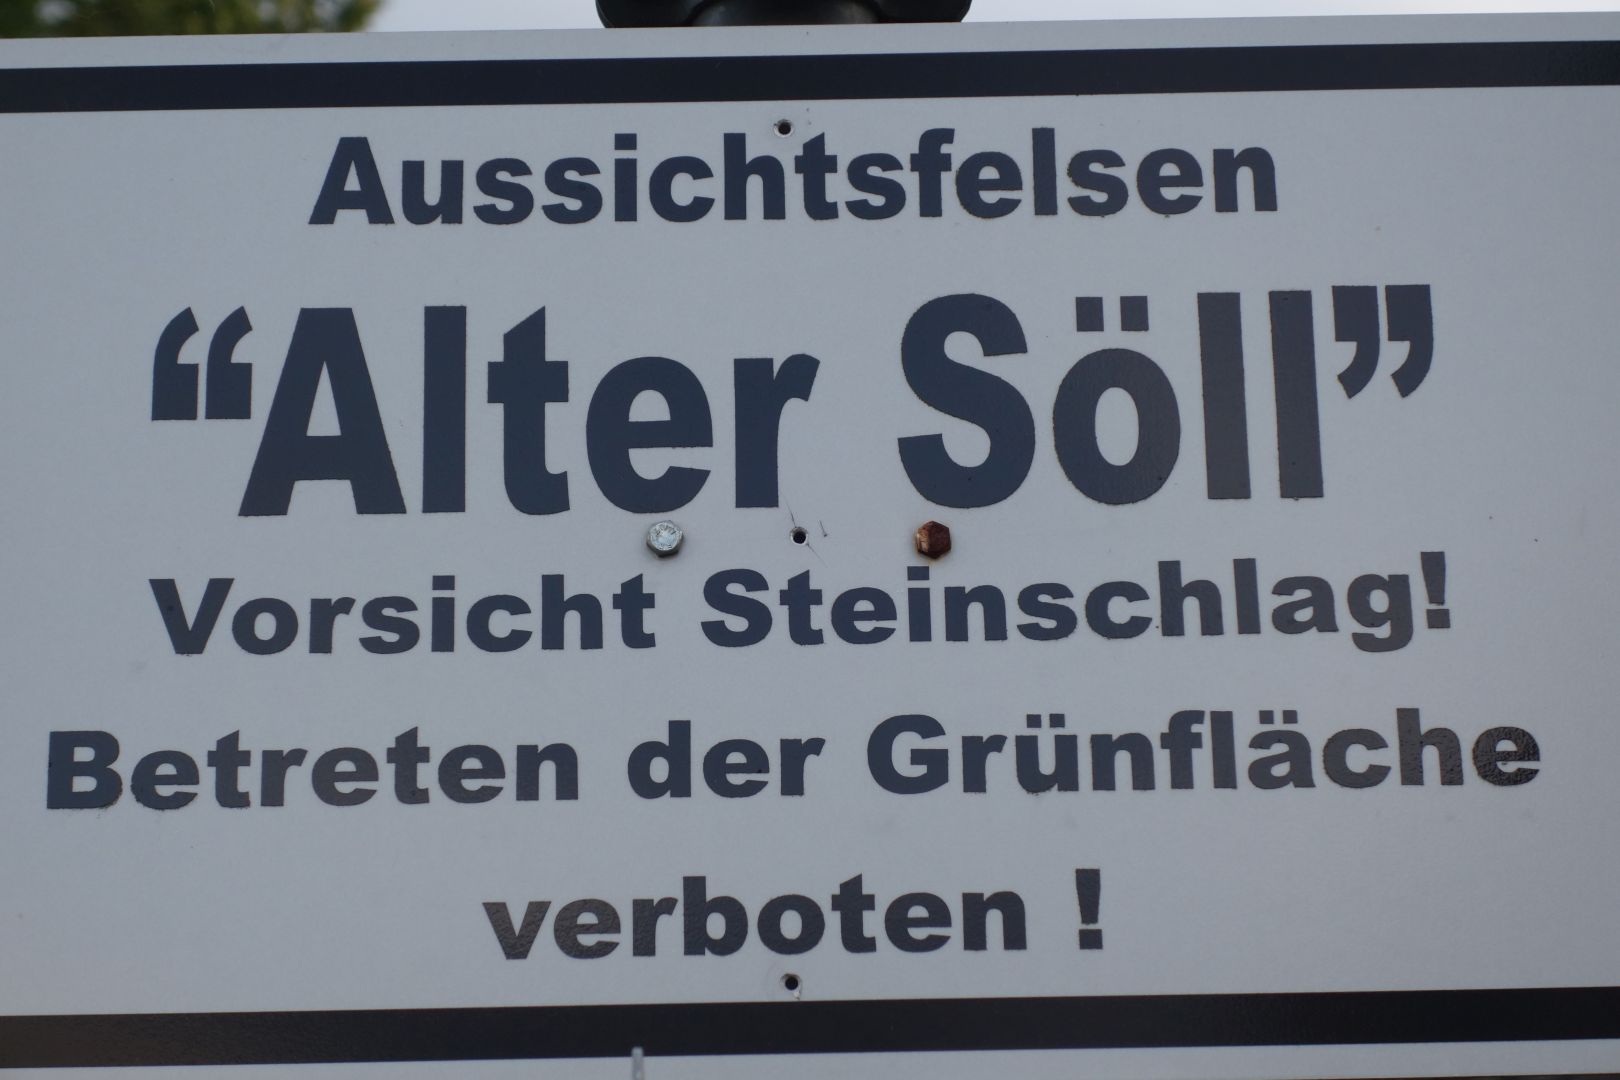 Aussichtsfelsen
“Alter Söll”
Vorsicht Steinschlag!
Betreten der Grünfläche
verboten !